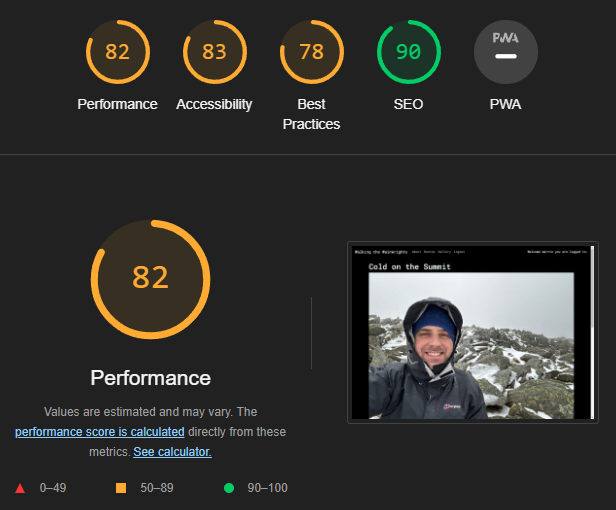 82
83
78
90
PWA
Performance
Accessibility
Best
Practices
SEO
PWA
82
Performance
Values are estimated and may vary. The
performance score is calculated directly from these
metrics. See calculator.
0–49
50–89
90–100
Walking the Wainwrights
Cold on the Summit